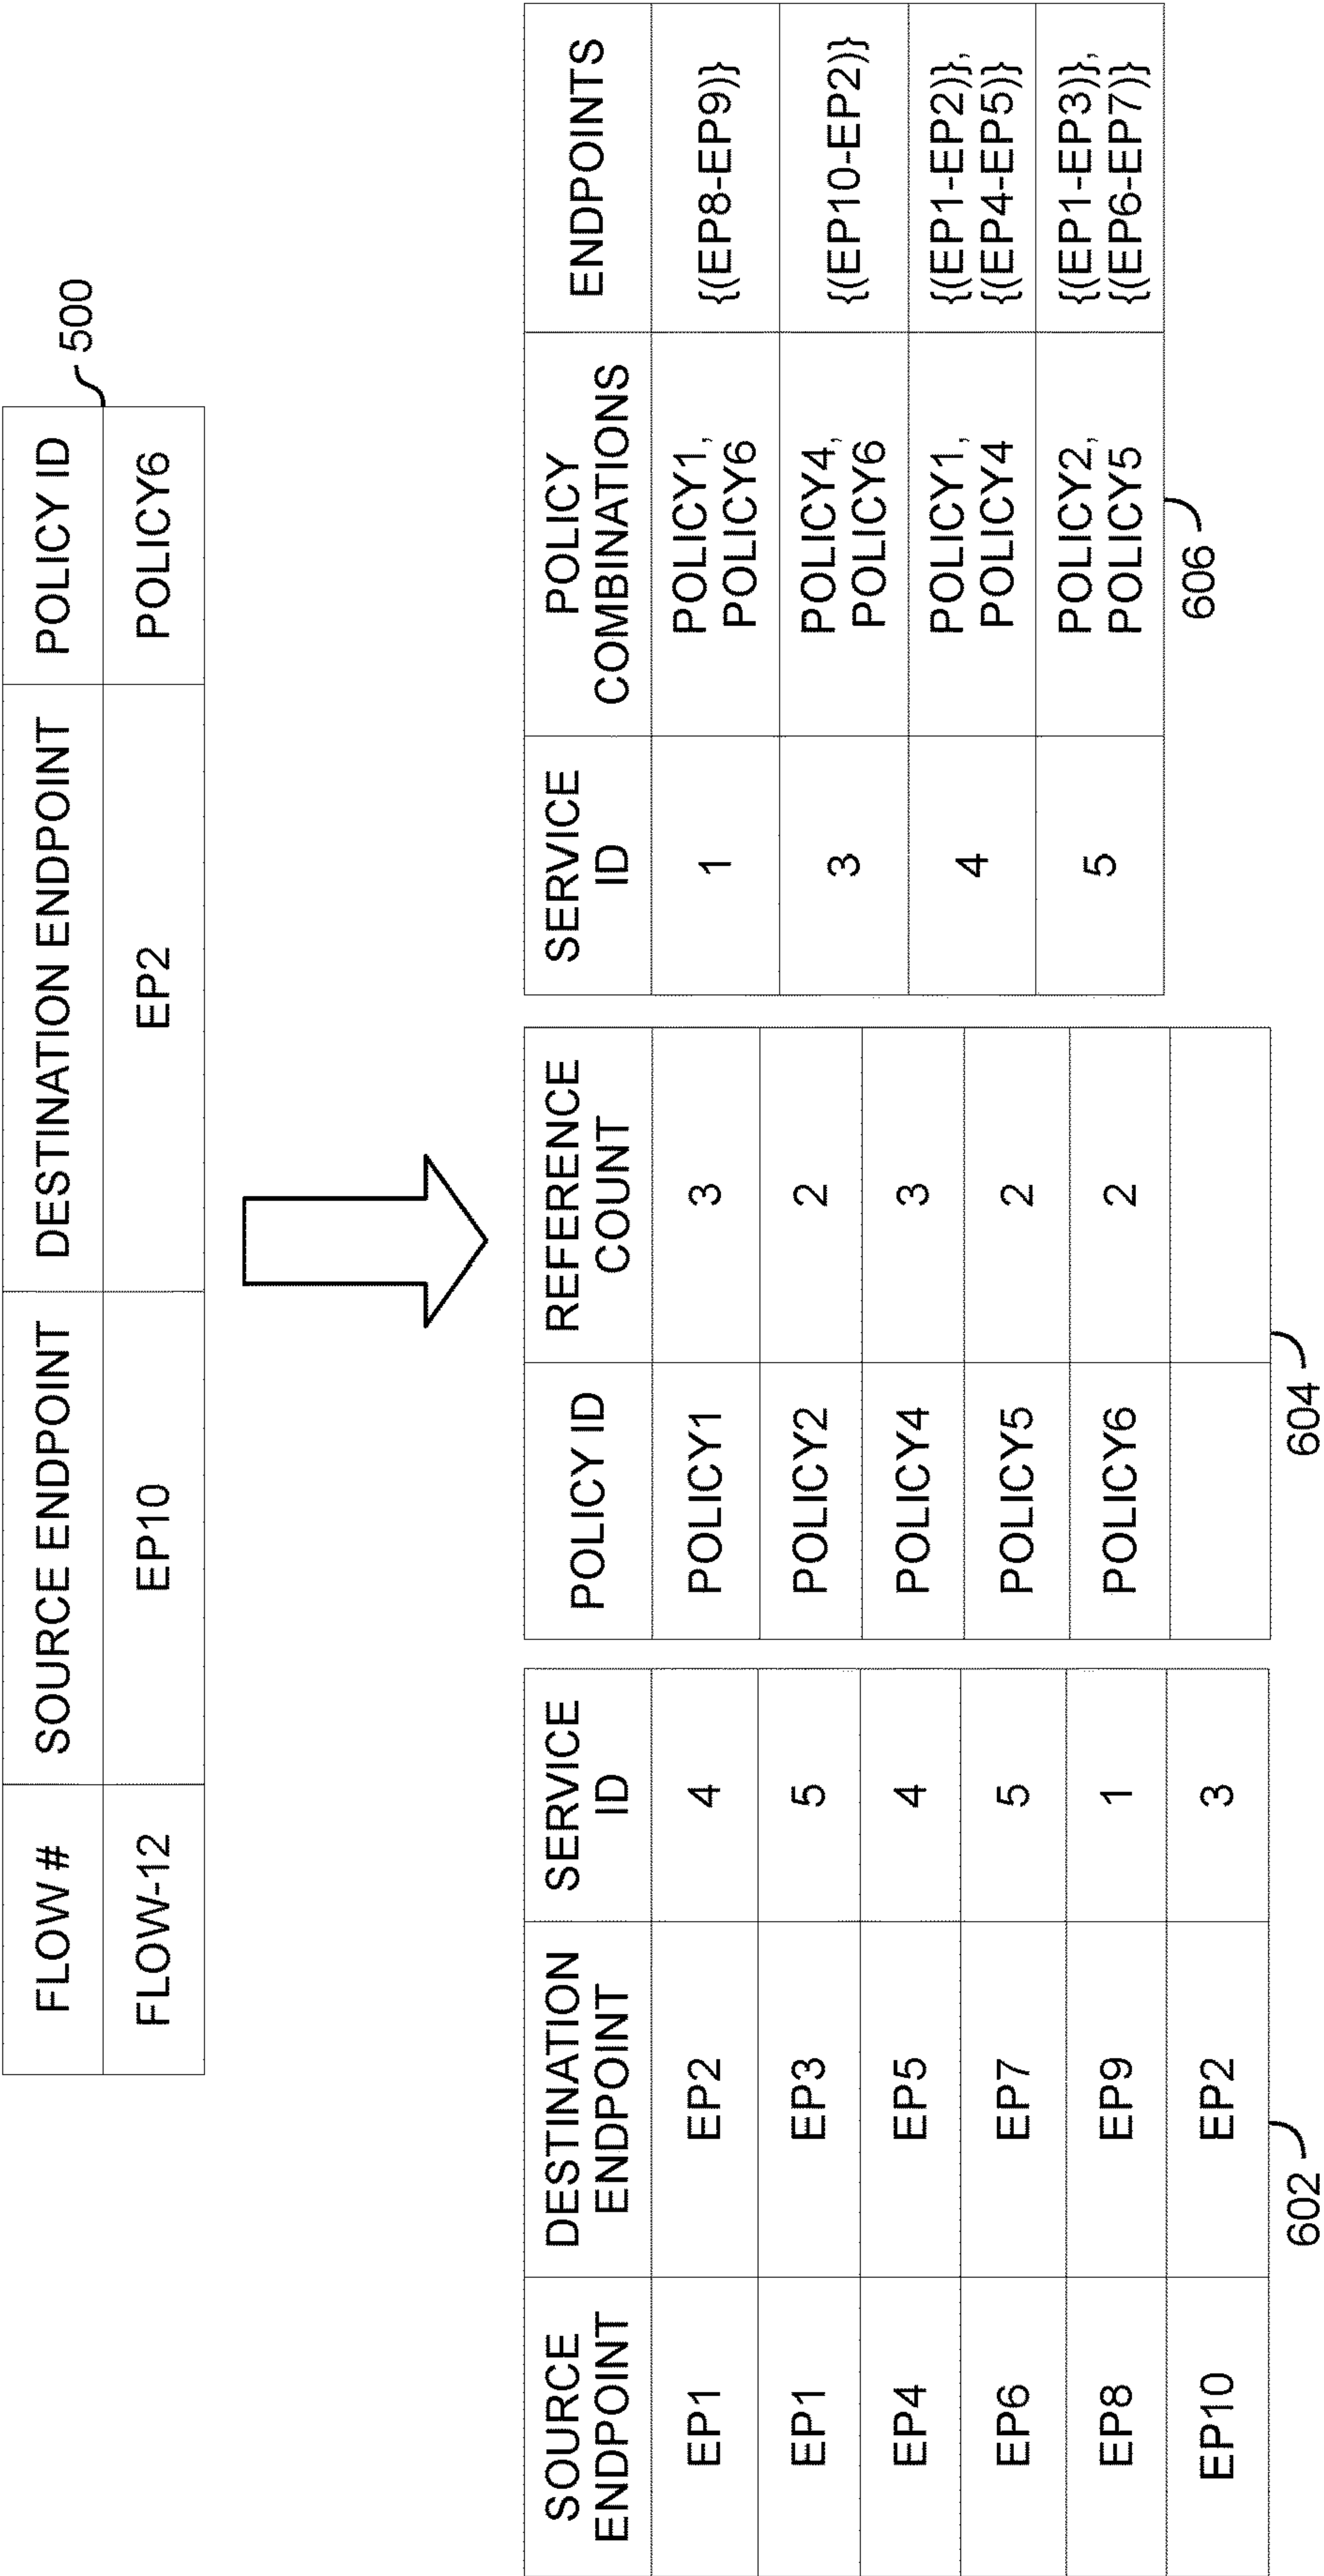 FLOW # SOURCE ENDPOINT DESTINATION ENDPOINT POLICY ID
500
FLOW-12 EP10 EP2 POLICY6
SOURCE
ENDPOINT
DESTINATION
ENDPOINT
SERVICE
ID
EP1 EP2 4
EP1 EP3 5
EP4 EP5 4
EP6 EP7 5
EP8 EP9 1
EP10 EP2 3
602
POLICY ID
REFERENCE
COUNT
POLICY1 3
POLICY2 2
POLICY4 3
POLICY5 2
POLICY6 2
604
SERVICE
ID
POLICY
COMBINATIONS
ENDPOINTS
1
POLICY1,
POLICY6
{(EP8-EP9)}
3
POLICY4,
POLICY6
{(EP10-EP2)}
4
POLICY1,
POLICY4
{(EP1-EP2)},
{(EP4-EP5)}
5
POLICY2,
POLICY5
{(EP1-EP3)},
{(EP6-EP7)}
606